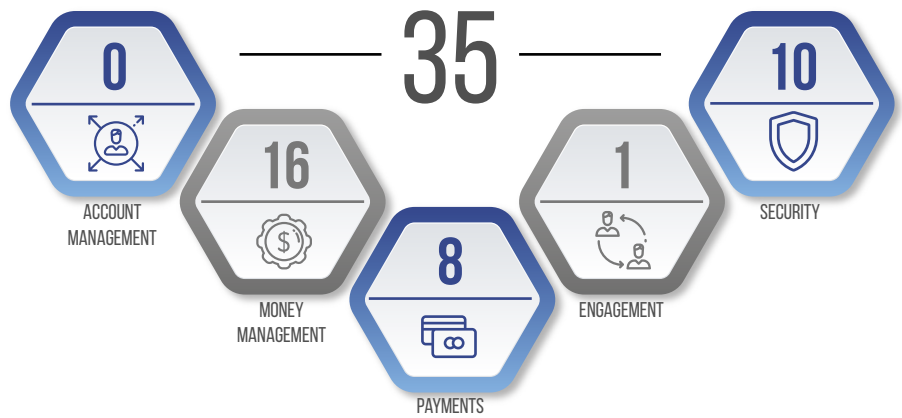 35
0
ACCOUNT
MANAGEMENT
16
$
MONEY
MANAGEMENT
8
PAYMENTS
1
ENGAGEMENT
10
SECURITY